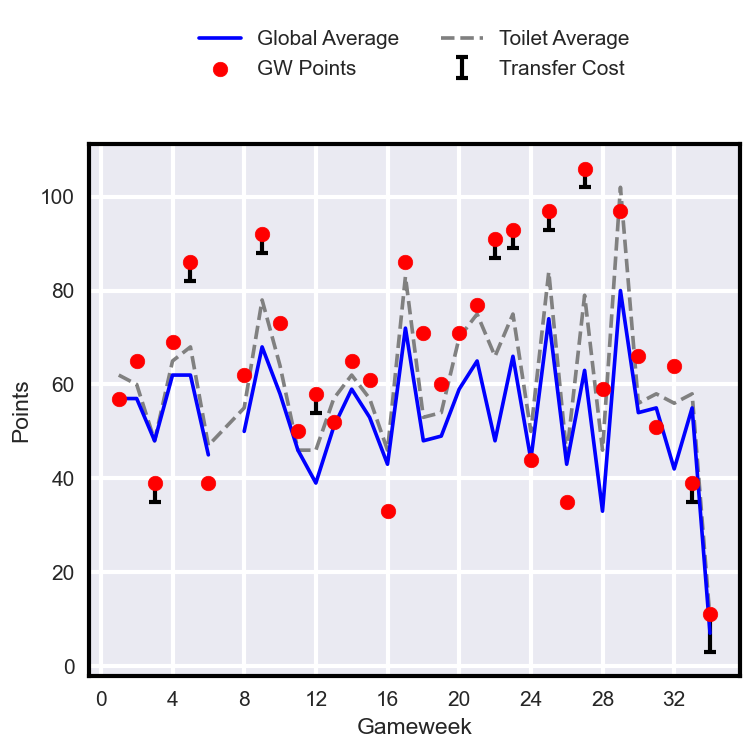 Global Average
GW Points
Toilet Average
Transfer Cost
100
80
60
40
20
0
Points
0 4 8 12 16 20 24 28 32
Gameweek